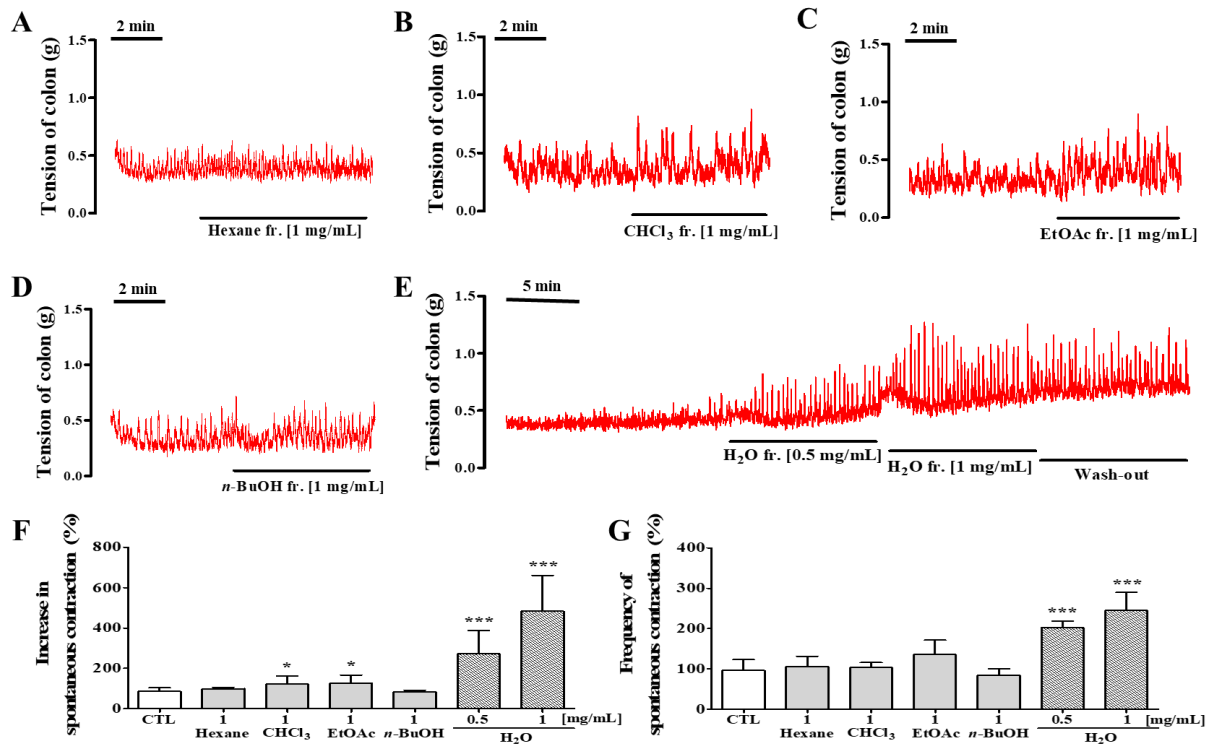 A
2 min
Tension of colon (g)
1.5
1.0
0.5
0.0
Hexane fr. [1 mg/mL]
B
2 min
Tension of colon (g)
1.5
1.0
0.5
0.0
CHCl₃ fr. [1 mg/mL]
C
2 min
Tension of colon (g)
1.5
1.0
0.5
0.0
EtOAc fr. [1 mg/mL]
D
2 min
Tension of colon (g)
1.5
1.0
0.5
0.0
n-BuOH fr. [1 mg/mL]
E
5 min
Tension of colon (g)
1.5
1.0
0.5
0.0
H₂O fr. [0.5 mg/mL]
H₂O fr. [1 mg/mL]
Wash-out
F
Increase in
spontaneous contraction (%)
800
600
400
200
0
* * *** ***
CTL 1 1 1 1 0.5 1 [mg/mL]
Hexane CHCl₃ EtOAc n-BuOH H₂O
G
Frequency of
spontaneous contraction (%)
400
300
200
100
0
*** ***
CTL 1 1 1 1 0.5 1 [mg/mL]
Hexane CHCl₃ EtOAc n-BuOH H₂O